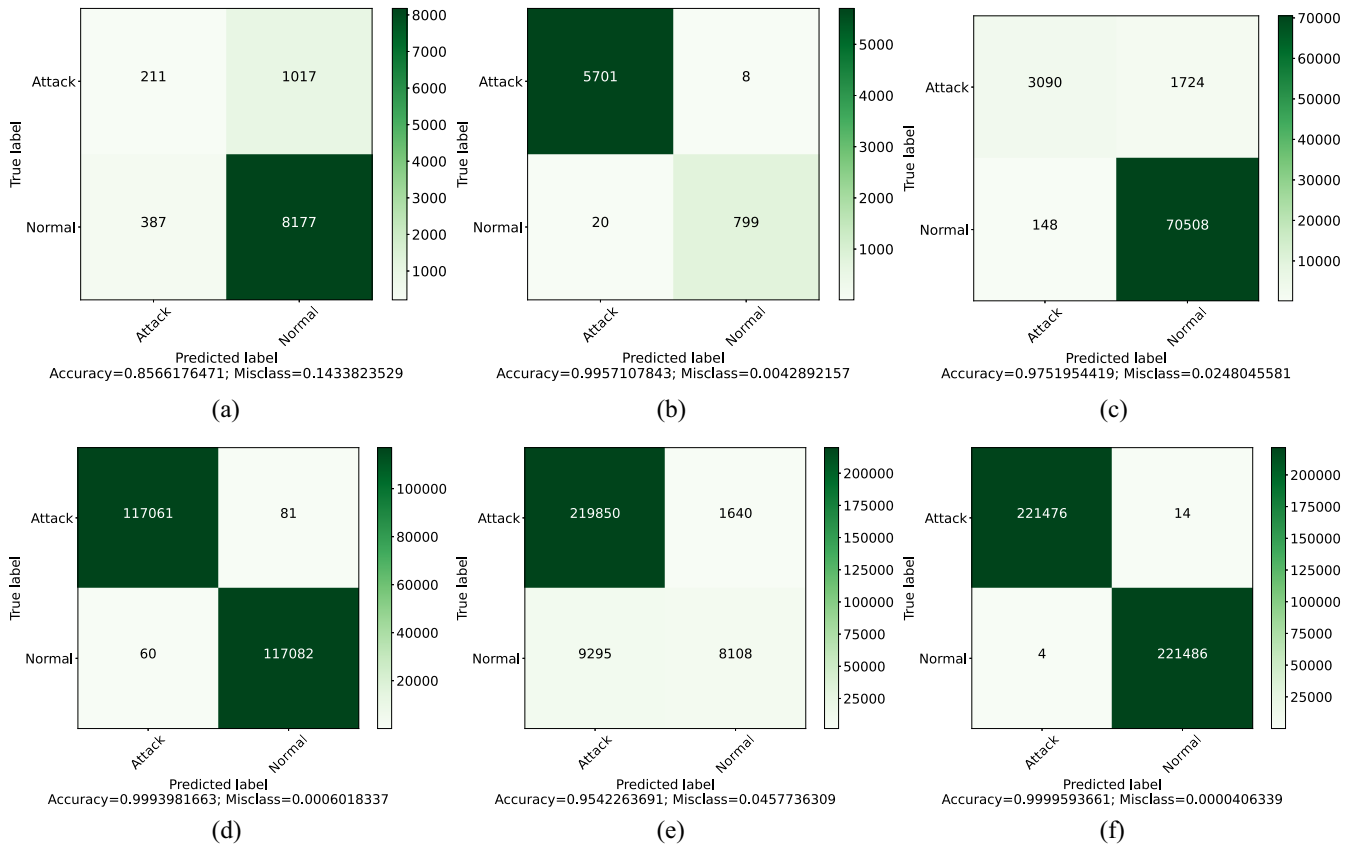 8000
7000
6000
5000
4000
3000
2000
1000
Attack
Normal
True label
211
1017
387
8177
Attack
Normal
Predicted label
Accuracy=0.8566176471; Misclass=0.1433823529
(a)
5000
4000
3000
2000
1000
Attack
Normal
True label
5701
8
20
799
Attack
Normal
Predicted label
Accuracy=0.9957107843; Misclass=0.0042892157
(b)
70000
60000
50000
40000
30000
20000
10000
Attack
Normal
True label
3090
1724
148
70508
Attack
Normal
Predicted label
Accuracy=0.9751954419; Misclass=0.0248045581
(c)
100000
80000
60000
40000
20000
Attack
Normal
True label
117061
81
60
117082
Attack
Normal
Predicted label
Accuracy=0.9993981663; Misclass=0.0006018337
(d)
200000
175000
150000
125000
100000
75000
50000
25000
Attack
Normal
True label
219850
1640
9295
8108
Attack
Normal
Predicted label
Accuracy=0.9542263691; Misclass=0.0457736309
(e)
200000
175000
150000
125000
100000
75000
50000
25000
Attack
Normal
True label
221476
14
4
221486
Attack
Normal
Predicted label
Accuracy=0.9999593661; Misclass=0.0000406339
(f)